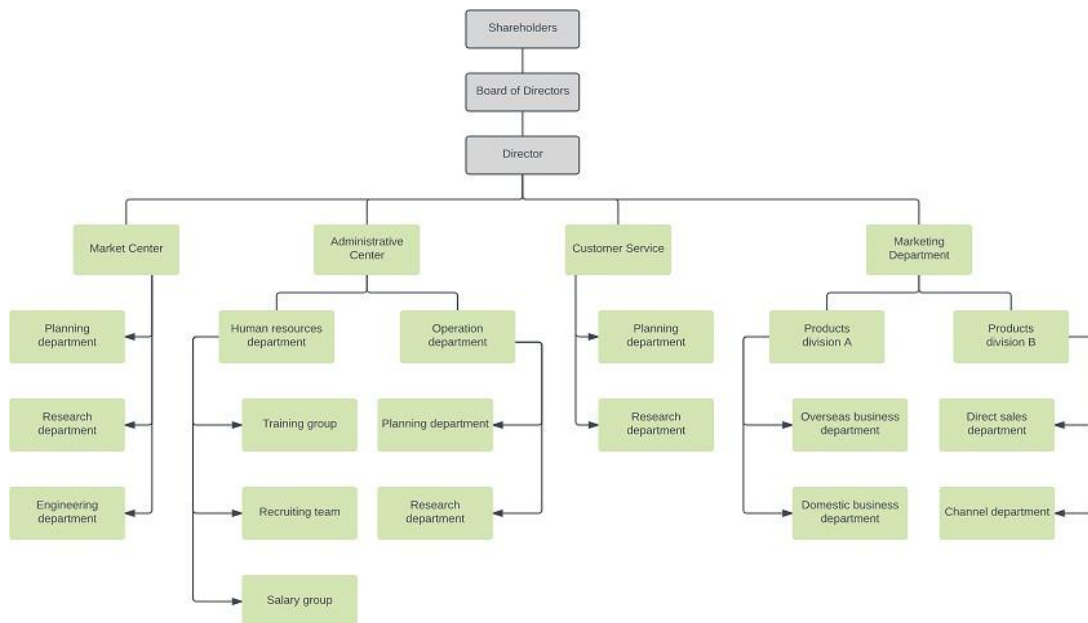 Shareholders
Board of Directors
Director
Market Center
Administrative
Center
Customer Service
Marketing
Department
Planning
department
Human resources
department
Operation
department
Planning
department
Products
division A
Products
division B
Research
department
Training group
Planning department
Research
department
Overseas business
department
Direct sales
department
Engineering
department
Recruiting team
Research
department
Domestic business
department
Channel department
Salary group